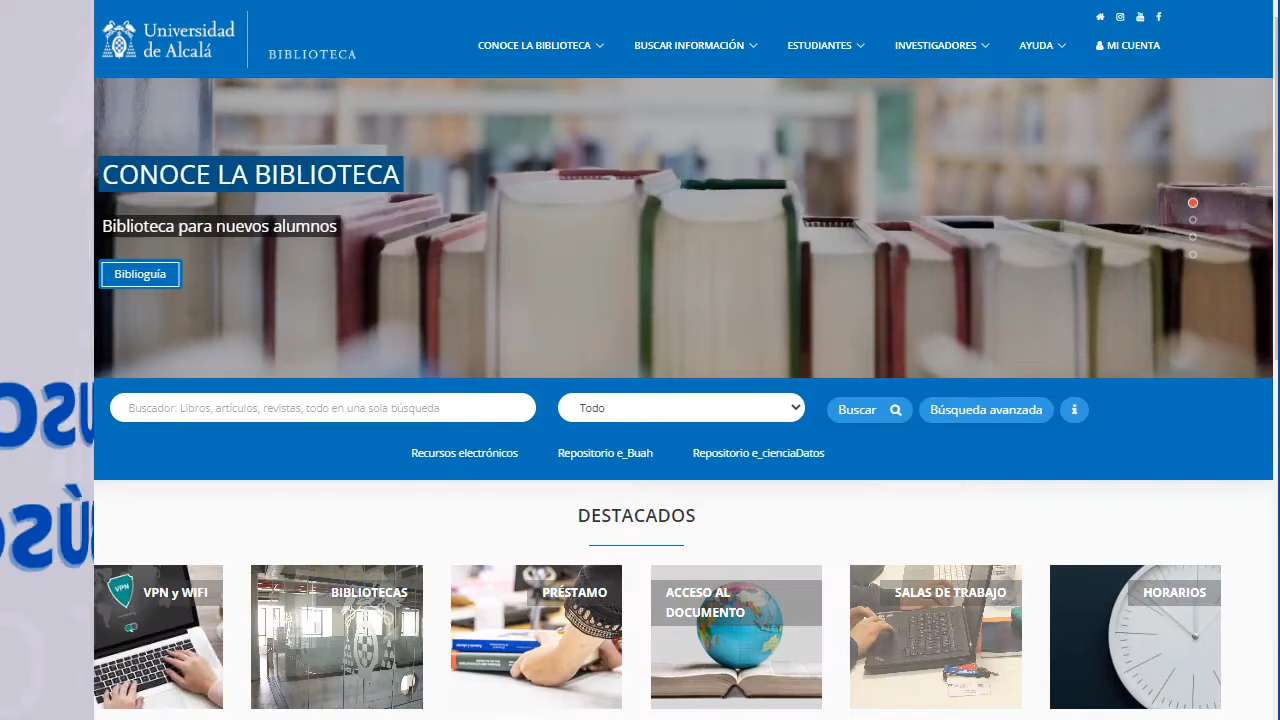 Universidad
de Alcalá
BIBLIOTECA
CONOCE LA BIBLIOTECA
BUSCAR INFORMACIÓN
ESTUDIANTES
INVESTIGADORES
AYUDA
MI CUENTA
CONOCE LA BIBLIOTECA
Biblioteca para nuevos alumnos
Biblioguía
Buscador: Libros, artículos, revistas, todo en una sola búsqueda
Todo
Buscar
Búsqueda avanzada
Recursos electrónicos
Repositorio e_Buah
Repositorio e_cienciaDatos
DESTACADOS
VPN
VPN y WIFI
BIBLIOTECAS
PRÉSTAMO
ACCESO AL
DOCUMENTO
SALAS DE TRABAJO
HORARIOS